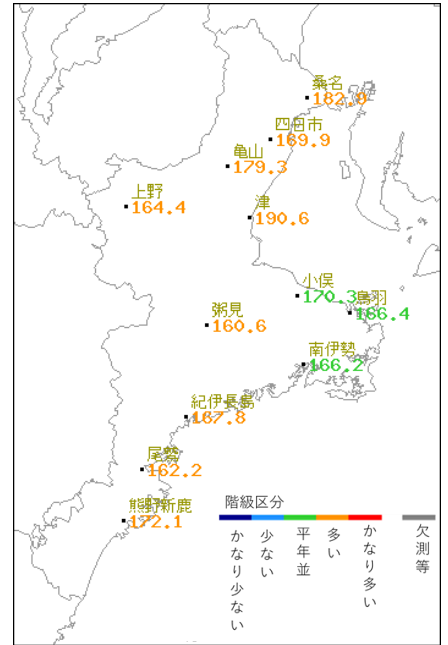 桑名
182.9
四日市
189.9
亀山
179.3
上野
164.4
津
190.6
小俣
170.3
鳥羽
186.4
粥見
160.6
南伊勢
166.2
紀伊長島
167.8
尾鷲
162.2
熊野新鹿
172.1
階級区分
かなり少ない
少ない
平年並
多い
かなり多い
欠測等